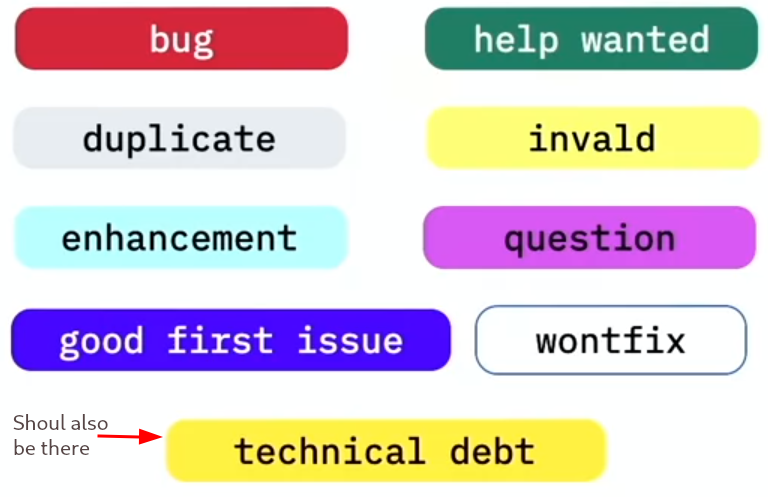 bug
help wanted
duplicate
invald
enhancement
question
good first issue
wontfix
Shoul also
be there
technical debt